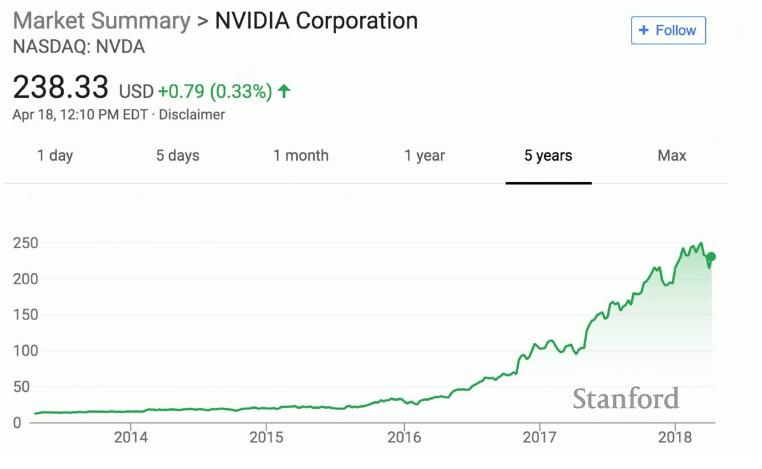 Market Summary > NVIDIA Corporation
+ Follow
NASDAQ: NVDA
238.33 USD +0.79 (0.33%) ↑
Apr 18, 12:10 PM EDT · Disclaimer
1 day 5 days 1 month 1 year 5 years Max
250
200
150
100
50
0
Stanford
2014 2015 2016 2017 2018